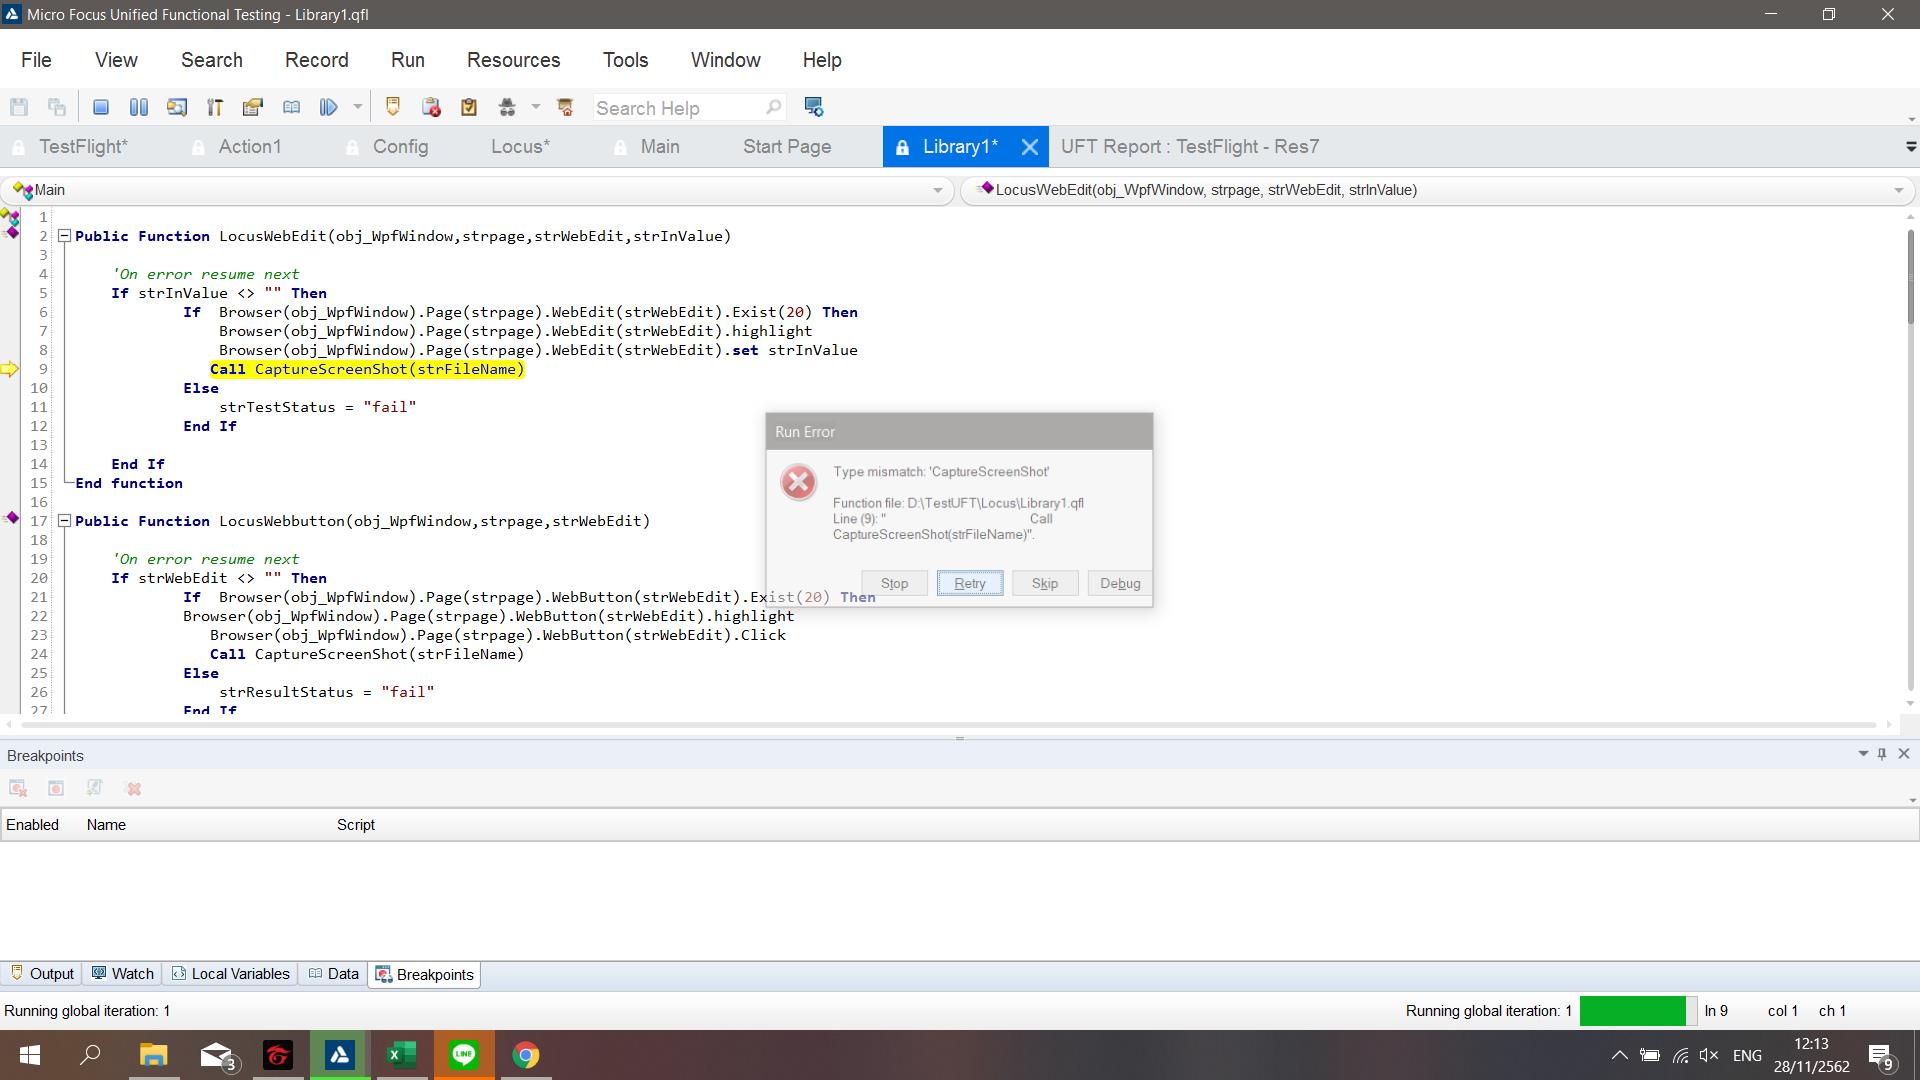 Micro Focus Unified Functional Testing - Library1.qfl
File View Search Record Run Resources Tools Window Help
Search Help
TestFlight* Action1 Config Locus* Main Start Page Library1* UFT Report : TestFlight - Res7
Main LocusWebEdit(obj_WpfWindow, strpage, strWebEdit, strInValue)
1
2 Public Function LocusWebEdit(obj_WpfWindow,strpage,strWebEdit,strInValue)
3
4 'On error resume next
5 If strInValue <> "" Then
6 If Browser(obj_WpfWindow).Page(strpage).WebEdit(strWebEdit).Exist(20) Then
7 Browser(obj_WpfWindow).Page(strpage).WebEdit(strWebEdit).highlight
8 Browser(obj_WpfWindow).Page(strpage).WebEdit(strWebEdit).set strInValue
9 Call CaptureScreenShot(strFileName)
10 Else
11 strTestStatus = "fail"
12 End If
13
14 End If
15 End function
16
17 Public Function LocusWebbutton(obj_WpfWindow,strpage,strWebEdit)
18
19 'On error resume next
20 If strWebEdit <> "" Then
21 If Browser(obj_WpfWindow).Page(strpage).WebButton(strWebEdit).Exist(20) Then
22 Browser(obj_WpfWindow).Page(strpage).WebButton(strWebEdit).highlight
23 Browser(obj_WpfWindow).Page(strpage).WebButton(strWebEdit).Click
24 Call CaptureScreenShot(strFileName)
25 Else
26 strResultStatus = "fail"
27 End If
Run Error
Type mismatch: 'CaptureScreenShot'
Function file: D:\TestUFT\Locus\Library1.qfl
Line (9): " Call
CaptureScreenShot(strFileName)".
Stop Retry Skip Debug
Breakpoints
Enabled Name Script
Output Watch Local Variables Data Breakpoints
Running global iteration: 1 Running global iteration: 1 ln 9 col 1 ch 1
3 LINE ENG 12:13
28/11/2562 9